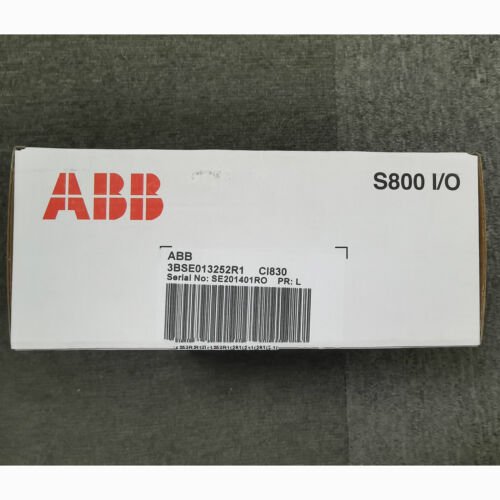 ABB
S800 I/O
ABB
3BSE013252R1 CI830
Serial No: SE201401RO PR: L